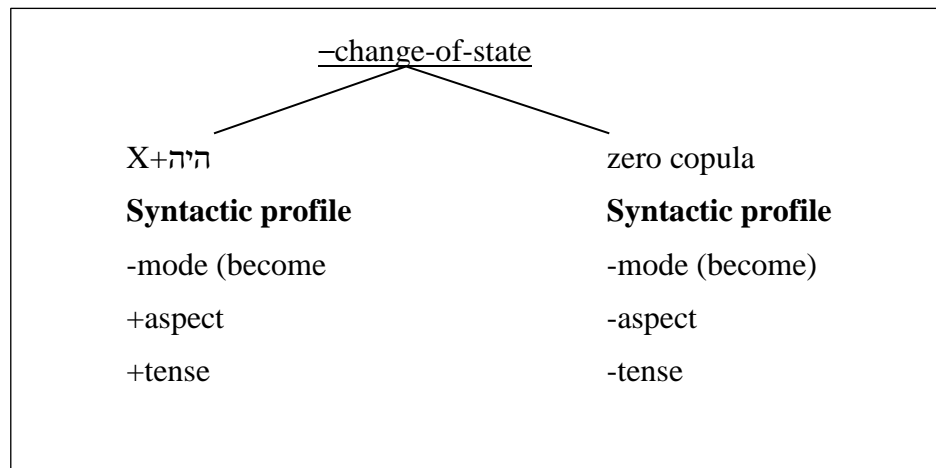 −change-of-state
X+היה zero copula
Syntactic profile Syntactic profile
-mode (become -mode (become)
+aspect -aspect
+tense -tense